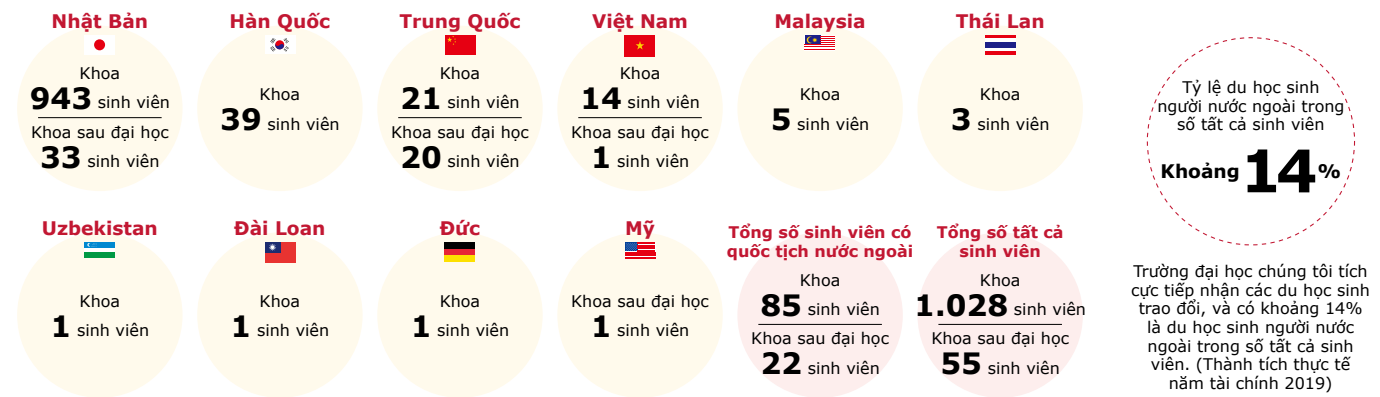 Nhật Bản
Khoa
943 sinh viên
Khoa sau đại học
33 sinh viên
Hàn Quốc
Khoa
39 sinh viên
Trung Quốc
Khoa
21 sinh viên
Khoa sau đại học
20 sinh viên
Việt Nam
Khoa
14 sinh viên
Khoa sau đại học
1 sinh viên
Malaysia
Khoa
5 sinh viên
Thái Lan
Khoa
3 sinh viên
Uzbekistan
Khoa
1 sinh viên
Đài Loan
Khoa
1 sinh viên
Đức
Khoa
1 sinh viên
Mỹ
Khoa sau đại học
1 sinh viên
Tổng số sinh viên có
quốc tịch nước ngoài
Khoa
85 sinh viên
Khoa sau đại học
22 sinh viên
Tổng số tất cả
sinh viên
Khoa
1.028 sinh viên
Khoa sau đại học
55 sinh viên
Tỷ lệ du học sinh
người nước ngoài trong
số tất cả sinh viên
Khoảng 14%
Trường đại học chúng tôi tích
cực tiếp nhận các du học sinh
trao đổi, và có khoảng 14%
là du học sinh người nước
ngoài trong số tất cả sinh
viên. (Thành tích thực tế
năm tài chính 2019)